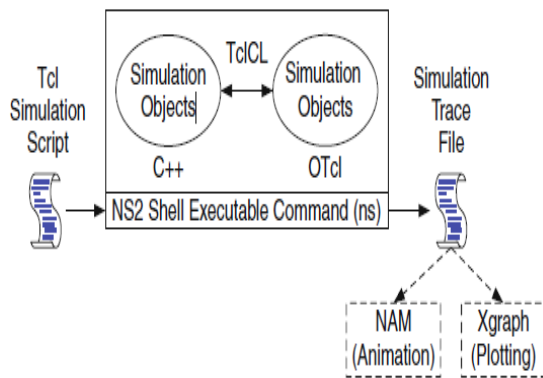 Tcl
Simulation
Script
TclCL
Simulation
Objects
Simulation
Objects
C++
OTcl
NS2 Shell Executable Command (ns)
Simulation
Trace
File
NAM
(Animation)
Xgraph
(Plotting)